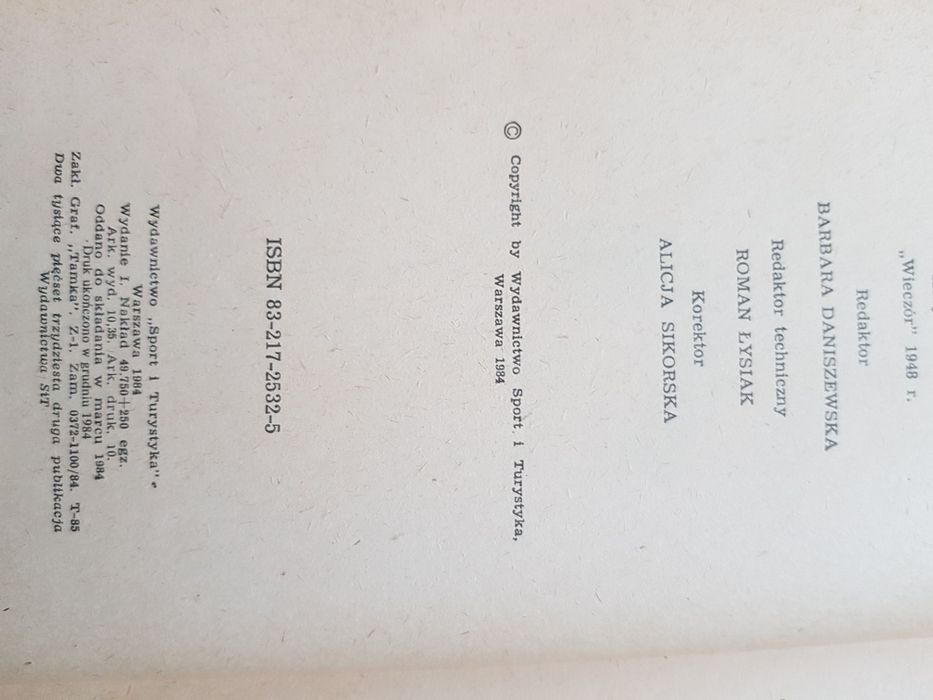 „Wieczór” 1948 r.
Redaktor
BARBARA DANISZEWSKA
Redaktor techniczny
ROMAN ŁYSIAK
Korektor
ALICJA SIKORSKA
© Copyright by Wydawnictwo Sport i Turystyka,
Warszawa 1984
ISBN 83-217-2532-5
Wydawnictwo „Sport i Turystyka”
Warszawa 1984
Wydanie I. Nakład 49.750+250 egz.
Ark. wyd. 10,35. Ark. druk. 10.
Oddano do składania w marcu 1984
Druk ukończono w grudniu 1984
Zakł. Graf. „Tamka”. Z-1. Zam. 0372-1100/84. T-85
Dwa tysiące pięćset trzydziesta druga publikacja
Wydawnictwa SiT